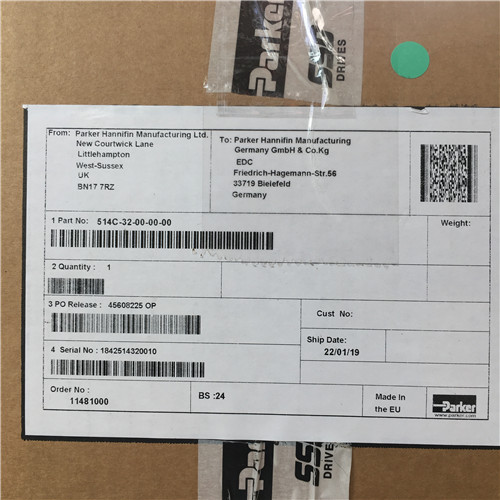 Parker
SSD
DRIVES
From: Parker Hannifin Manufacturing Ltd.
New Courtwick Lane
Littlehampton
West-Sussex
UK
BN17 7RZ
To: Parker Hannifin Manufacturing
Germany GmbH & Co.Kg
EDC
Friedrich-Hagemann-Str.56
33719 Bielefeld
Germany
1 Part No: 514C-32-00-00-00
Weight:
2 Quantity : 1
3 PO Release : 45608225 OP
Cust No:
Ship Date:
22/01/19
4 Serial No : 1842514320010
Order No :
11481000
BS :24
Made In
the EU
Parker
www.parker.com
Parker
SSD
DRIVES